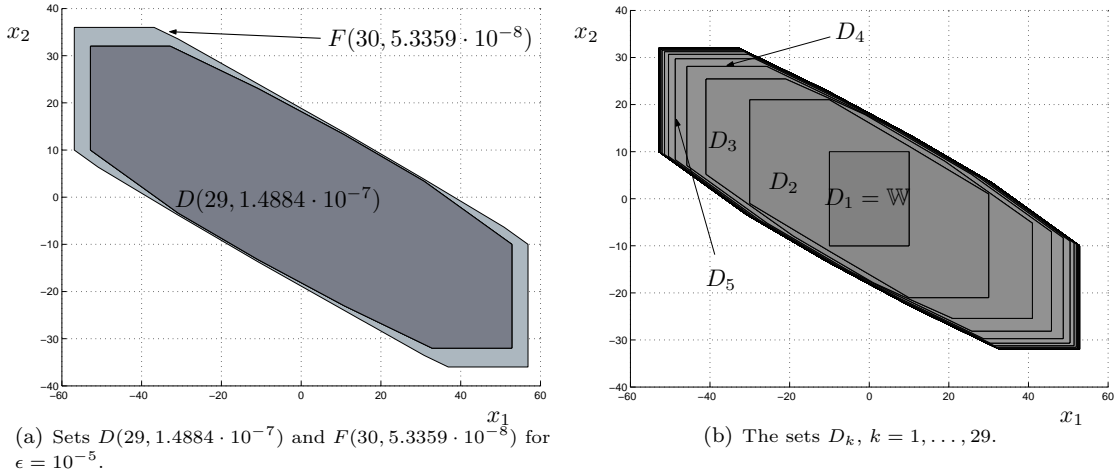 40
30
20
10
0
−10
−20
−30
−40
−60
−40
−20
0
20
40
60
x₂
x₁
F(30, 5.3359 · 10⁻⁸)
D(29, 1.4884 · 10⁻⁷)
(a) Sets D(29, 1.4884 · 10⁻⁷) and F(30, 5.3359 · 10⁻⁸) for
ϵ = 10⁻⁵.
40
30
20
10
0
−10
−20
−30
−40
−60
−40
−20
0
20
40
60
x₂
x₁
D₄
D₃
D₂
D₁ = 𝕎
D₅
(b) The sets Dₖ, k = 1, . . . , 29.